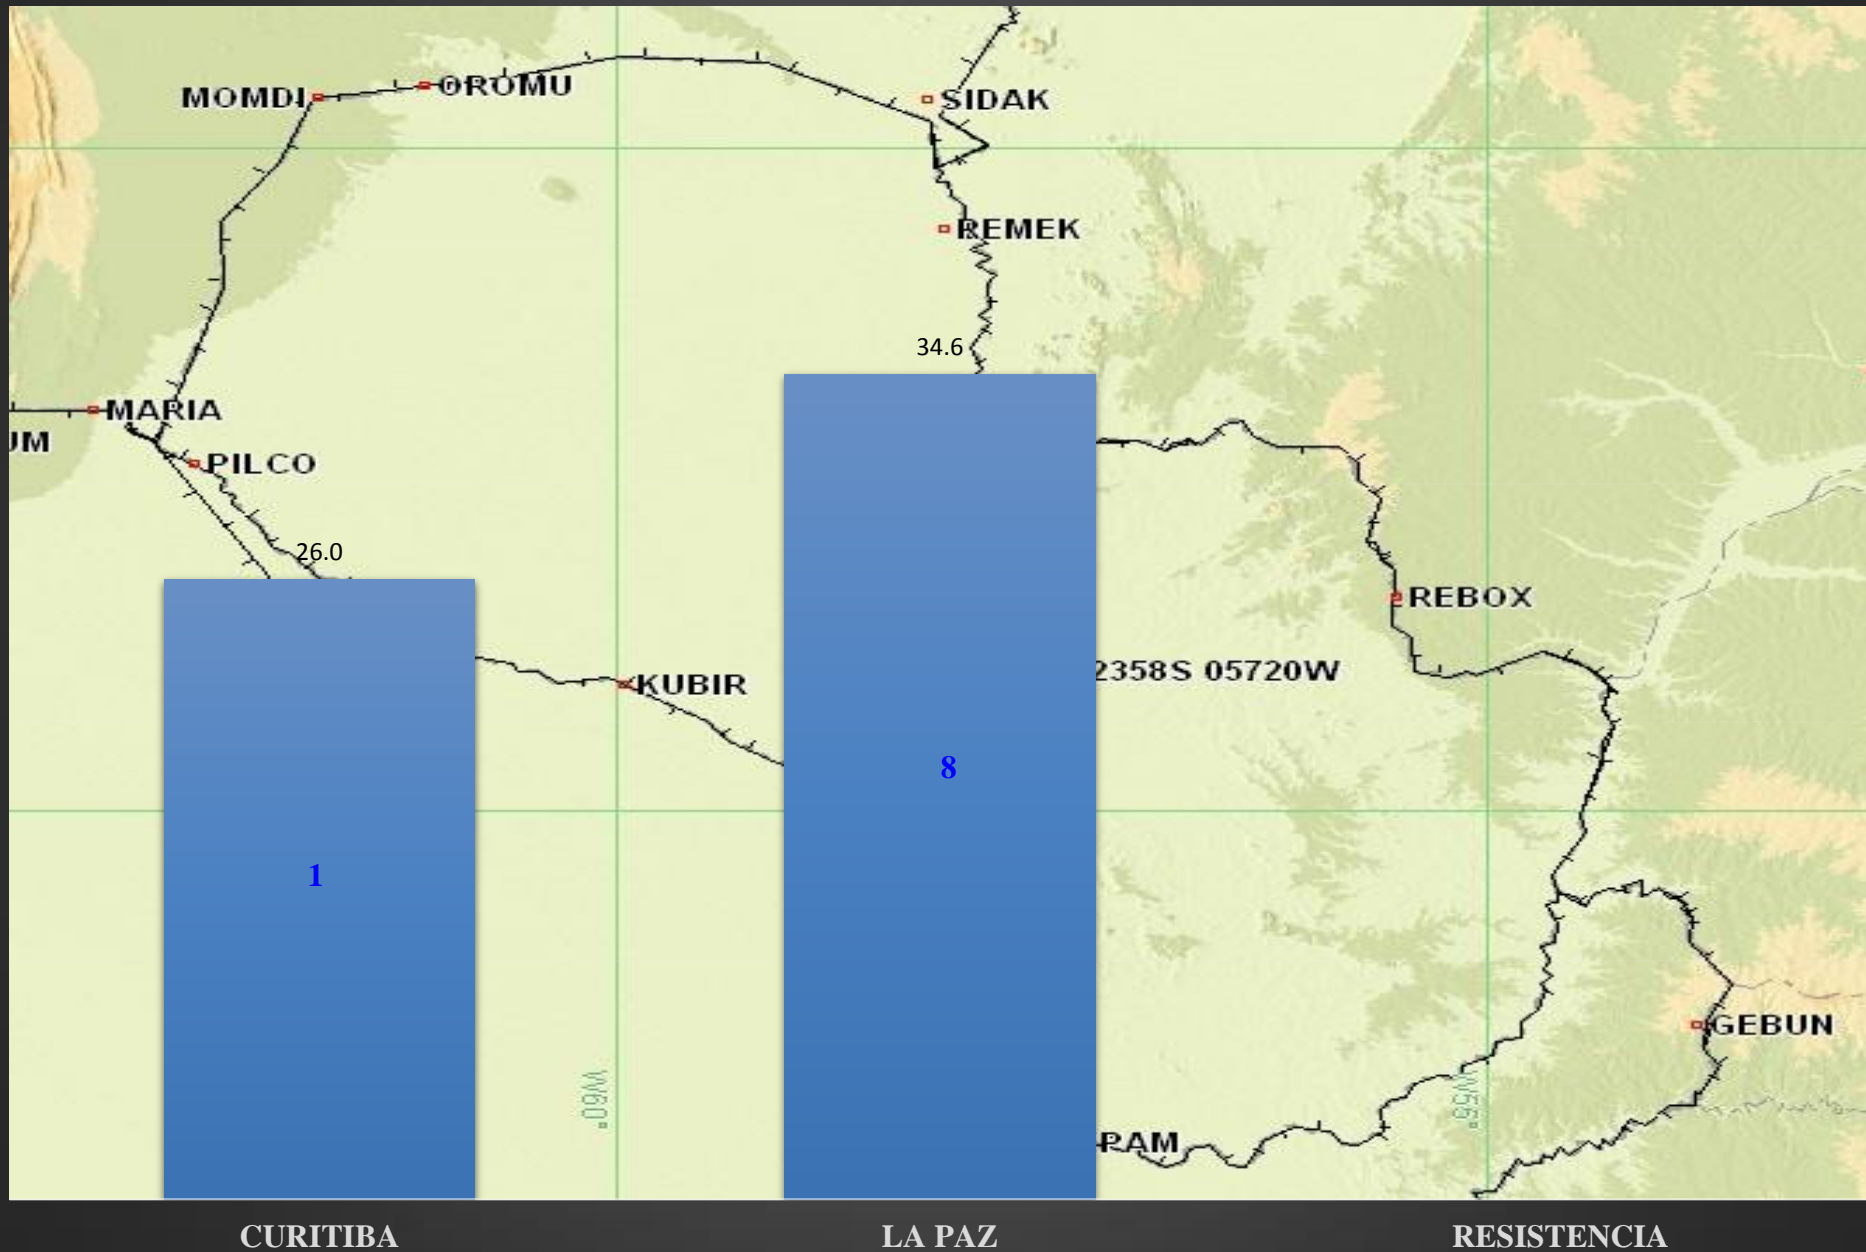 MOMDI
OROMU
SIDAK
REMEK
34.6
MARIA
UM
PILCO
26.0
REBOX
2358S 05720W
KUBIR
8
1
GEBUN
W60°
W56°
PAM
CURITIBA
LA PAZ
RESISTENCIA